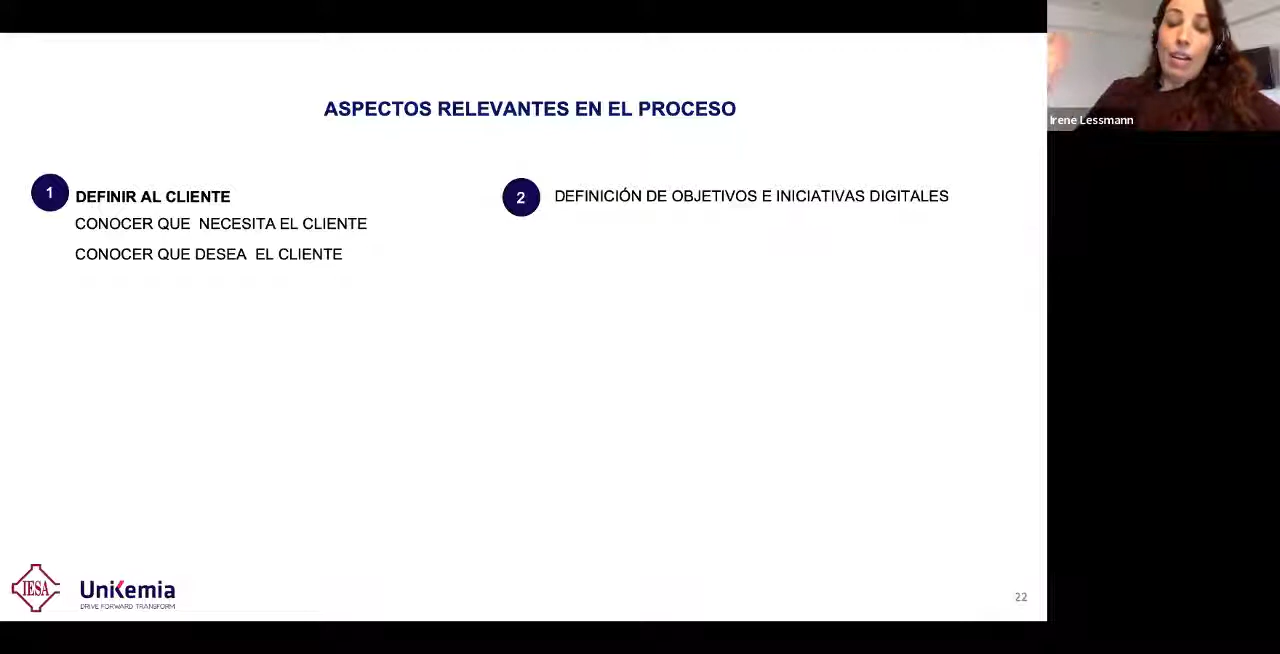 ASPECTOS RELEVANTES EN EL PROCESO
1
DEFINIR AL CLIENTE
CONOCER QUE NECESITA EL CLIENTE
CONOCER QUE DESEA EL CLIENTE
2
DEFINICIÓN DE OBJETIVOS E INICIATIVAS DIGITALES
IESA
UniKemia
DRIVE FORWARD TRANSFORM
22
Irene Lessmann